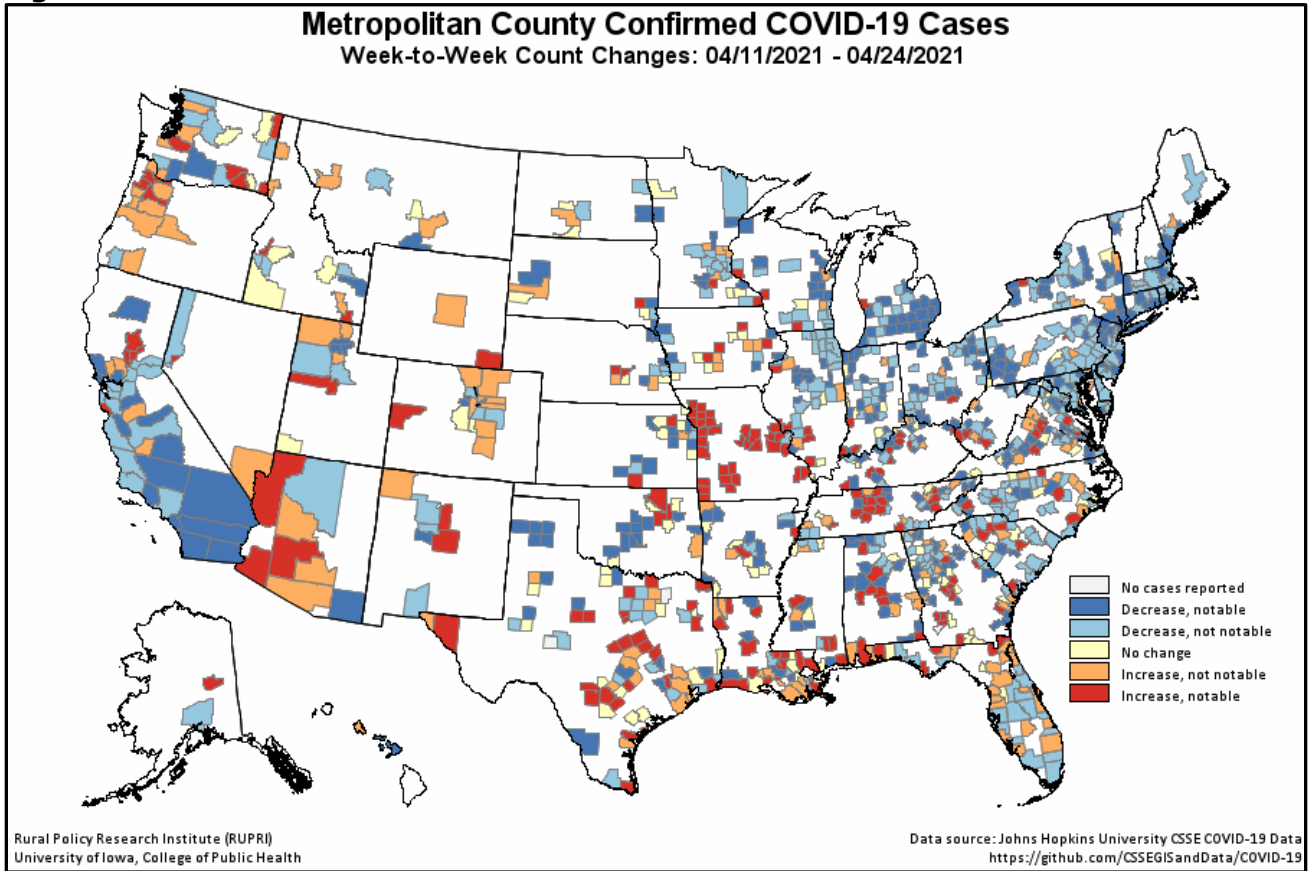 Metropolitan County Confirmed COVID-19 Cases
Week-to-Week Count Changes: 04/11/2021 - 04/24/2021
No cases reported
Decrease, notable
Decrease, not notable
No change
Increase, not notable
Increase, notable
Rural Policy Research Institute (RUPRI)
University of Iowa, College of Public Health
Data source: Johns Hopkins University CSSE COVID-19 Data
https://github.com/CSSEGISandData/COVID-19